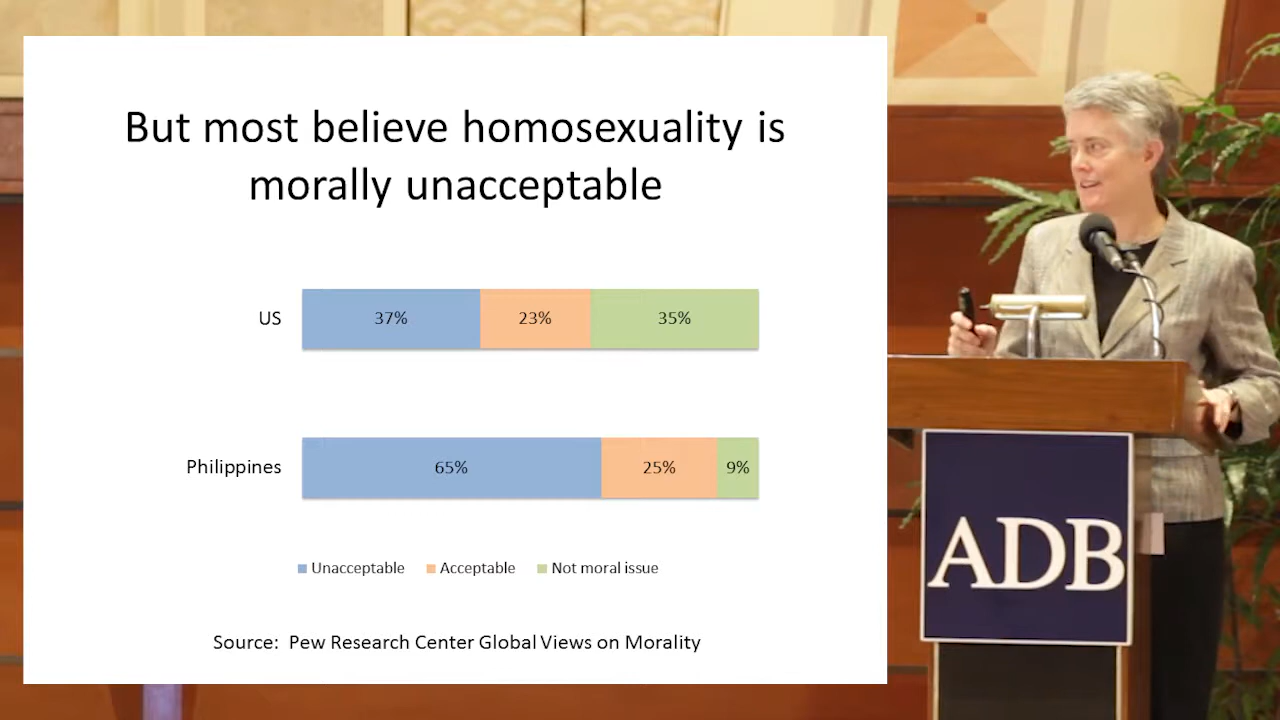 But most believe homosexuality is
morally unacceptable
US
37%
23%
35%
Philippines
65%
25%
9%
Unacceptable
Acceptable
Not moral issue
Source: Pew Research Center Global Views on Morality
ADB